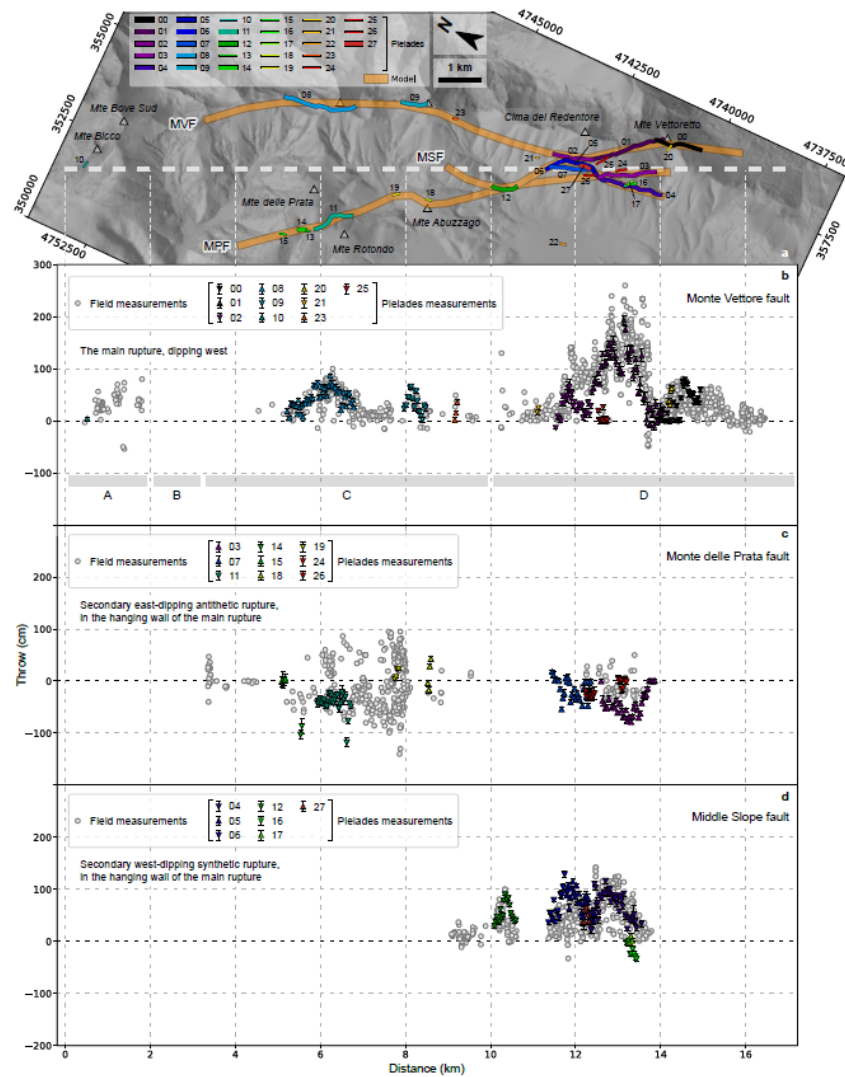 00 05 10 15 20 25
01 06 11 16 21 26
02 07 12 17 22 27
03 08 13 18 23
04 09 14 19 24
Pleiades
Model
N
1 km
355000
352500
350000
4752500
4745000
4742500
4740000
4737500
357500
Mte Bove Sud
Mte Bicco
10
MVF
08
09
23
Cima del Redentore
Mte Vettoretto
21
02
05
01
00
20
MSF
06
07
27
26
25
24
03
16
17
04
12
Mte delle Prata
19
18
11
14
13
15
MPF
Mte Rotondo
Mte Abuzzago
22
a
300
200
100
0
−100
b
Monte Vettore fault
Field measurements
00 08 20 25
01 09 21
02 10 23
Pleiades measurements
The main rupture, dipping west
A B C D
c
Monte delle Prata fault
Field measurements
03 14 19
07 15 24
11 18 26
Pleiades measurements
Secondary east-dipping antithetic rupture,
in the hanging wall of the main rupture
200
100
0
−100
Throw (cm)
d
Middle Slope fault
Field measurements
04 12 27
05 16
06 17
Pleiades measurements
Secondary west-dipping synthetic rupture,
in the hanging wall of the main rupture
200
100
0
−100
−200
0 2 4 6 8 10 12 14 16
Distance (km)